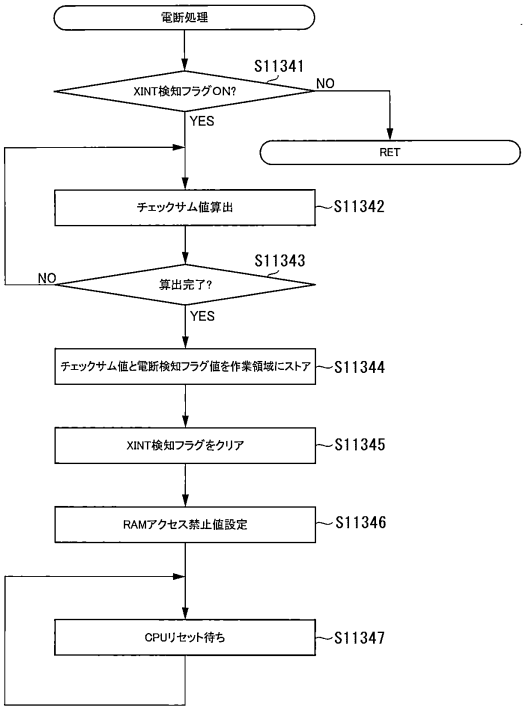 電断処理
S11341
XINT検知フラグON?
NO
YES
RET
チェックサム値算出
S11342
S11343
NO
算出完了?
YES
チェックサム値と電断検知フラグ値を作業領域にストア
S11344
XINT検知フラグをクリア
S11345
RAMアクセス禁止値設定
S11346
CPUリセット待ち
S11347